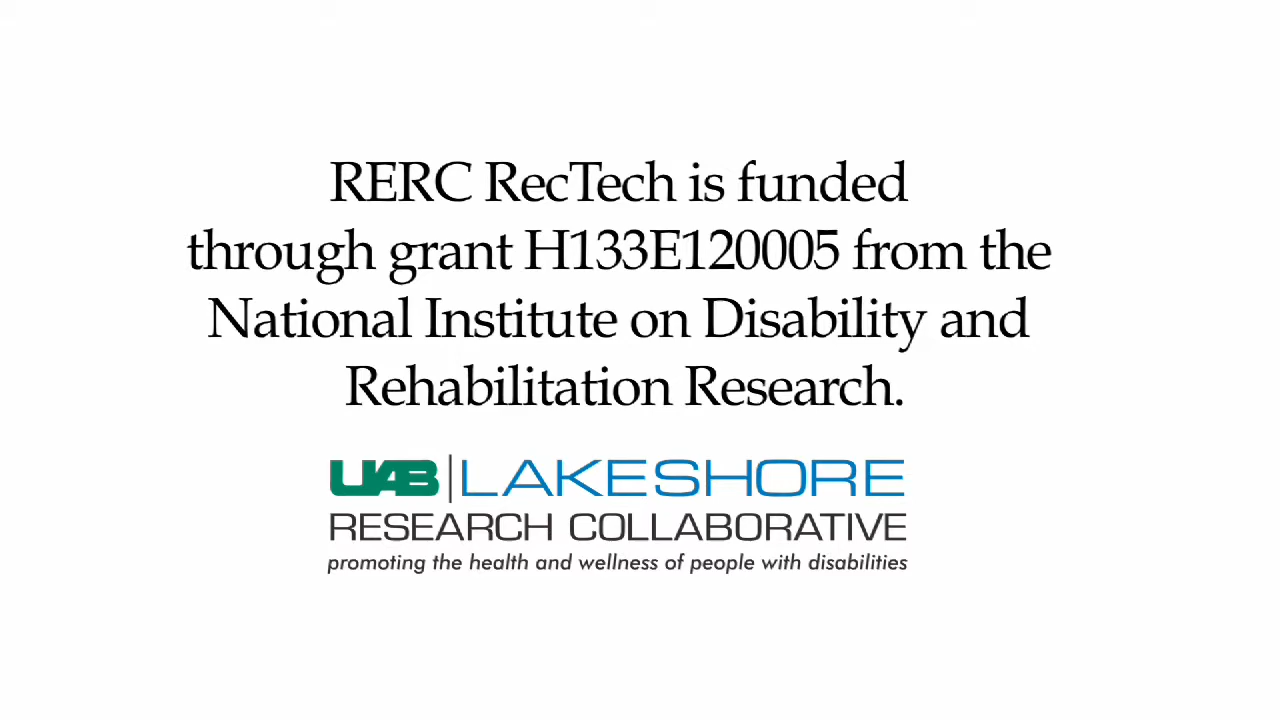 RERC RecTech is funded
through grant H133E120005 from the
National Institute on Disability and
Rehabilitation Research.
UAB | LAKESHORE
RESEARCH COLLABORATIVE
promoting the health and wellness of people with disabilities